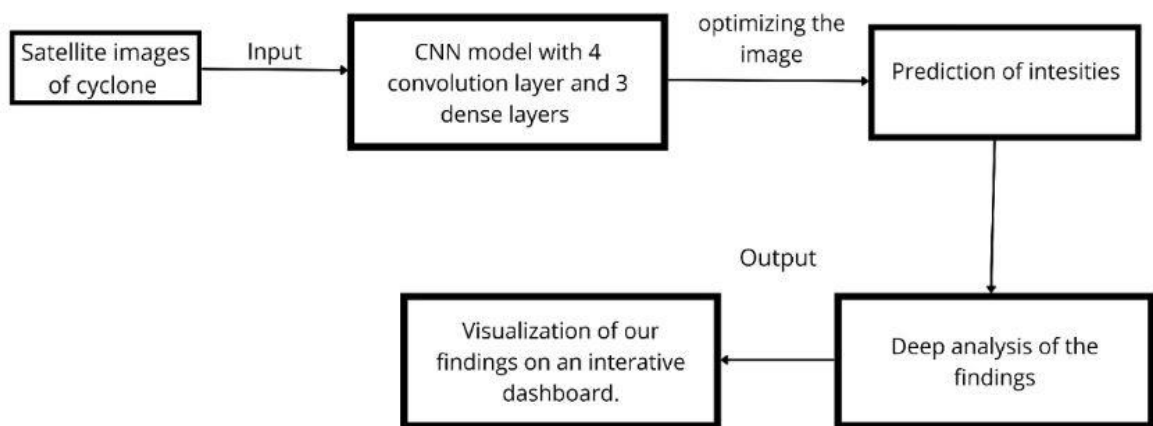 Satellite images
of cyclone
Input
CNN model with 4
convolution layer and 3
dense layers
optimizing the
image
Prediction of intesities
Deep analysis of the
findings
Output
Visualization of our
findings on an interative
dashboard.